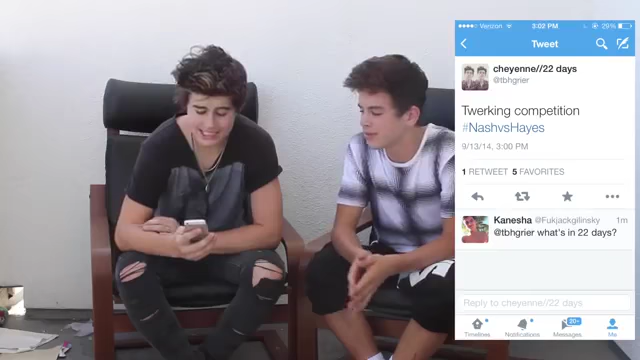 Verizon 3:02 PM 29%
Tweet
cheyenne//22 days
@tbhgrier
Twerking competition
#NashvsHayes
9/13/14, 3:00 PM
1 RETWEET 5 FAVORITES
Kanesha @Fukjackgilinsky 1m
@tbhgrier what's in 22 days?
Reply to cheyenne//22 days
20+
Timelines Notifications Messages Me